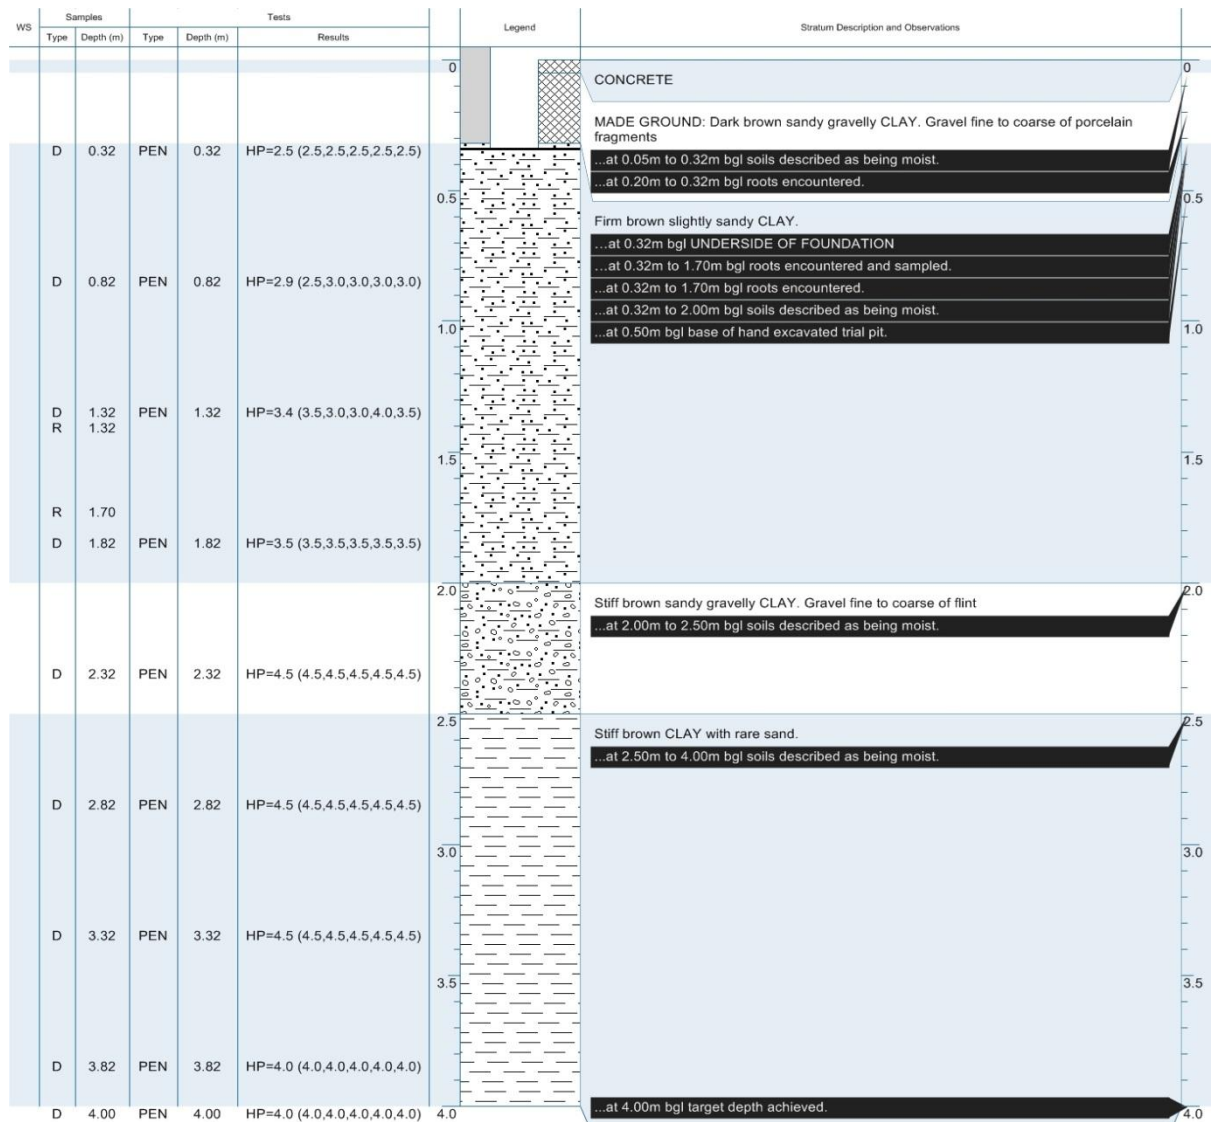 WS Samples Tests Legend Stratum Description and Observations
Type Depth (m) Type Depth (m) Results
0 0
CONCRETE
MADE GROUND: Dark brown sandy gravelly CLAY. Gravel fine to coarse of porcelain
fragments
D 0.32 PEN 0.32 HP=2.5 (2.5,2.5,2.5,2.5,2.5)
...at 0.05m to 0.32m bgl soils described as being moist.
...at 0.20m to 0.32m bgl roots encountered.
0.5 0.5
Firm brown slightly sandy CLAY.
...at 0.32m bgl UNDERSIDE OF FOUNDATION
...at 0.32m to 1.70m bgl roots encountered and sampled.
D 0.82 PEN 0.82 HP=2.9 (2.5,3.0,3.0,3.0,3.0)
...at 0.32m to 1.70m bgl roots encountered.
...at 0.32m to 2.00m bgl soils described as being moist.
1.0 1.0
...at 0.50m bgl base of hand excavated trial pit.
D 1.32 PEN 1.32 HP=3.4 (3.5,3.0,3.0,4.0,3.5)
R 1.32
1.5 1.5
R 1.70
D 1.82 PEN 1.82 HP=3.5 (3.5,3.5,3.5,3.5,3.5)
2.0 2.0
Stiff brown sandy gravelly CLAY. Gravel fine to coarse of flint
...at 2.00m to 2.50m bgl soils described as being moist.
D 2.32 PEN 2.32 HP=4.5 (4.5,4.5,4.5,4.5,4.5)
2.5 2.5
Stiff brown CLAY with rare sand.
...at 2.50m to 4.00m bgl soils described as being moist.
D 2.82 PEN 2.82 HP=4.5 (4.5,4.5,4.5,4.5,4.5)
3.0 3.0
D 3.32 PEN 3.32 HP=4.5 (4.5,4.5,4.5,4.5,4.5)
3.5 3.5
D 3.82 PEN 3.82 HP=4.0 (4.0,4.0,4.0,4.0,4.0)
...at 4.00m bgl target depth achieved.
D 4.00 PEN 4.00 HP=4.0 (4.0,4.0,4.0,4.0,4.0) 4.0 4.0